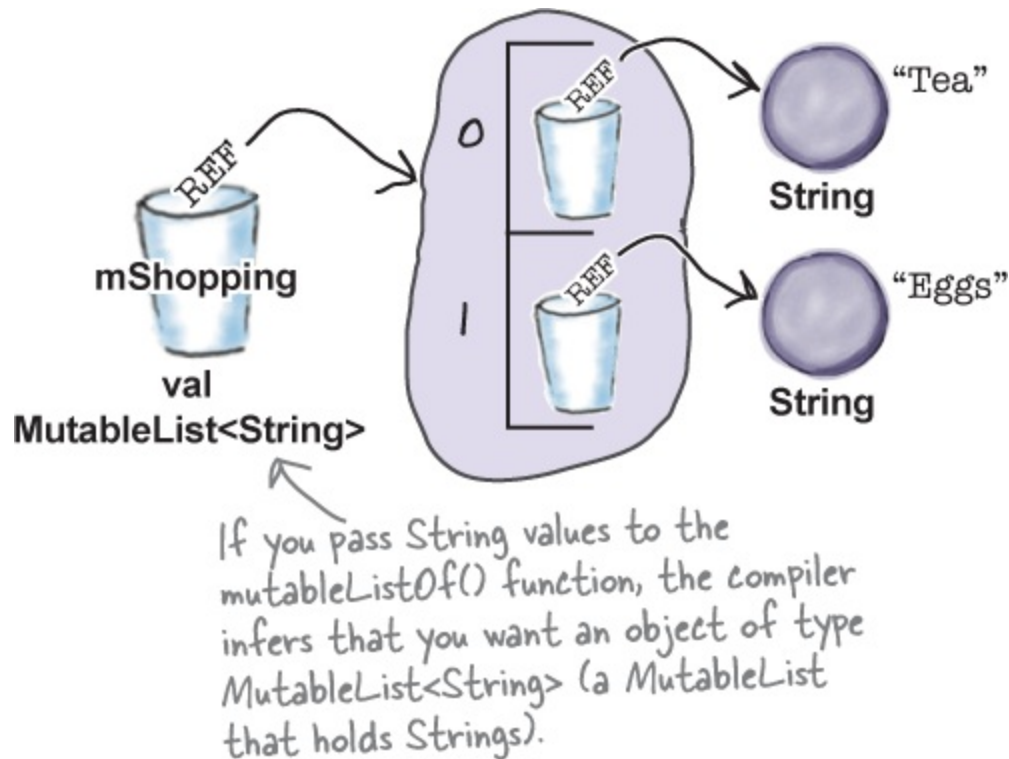 REF
mShopping
val
MutableList<String>
0
REF
“Tea”
String
1
REF
“Eggs”
String
If you pass String values to the
mutableListOf() function, the compiler
infers that you want an object of type
MutableList<String> (a MutableList
that holds Strings).